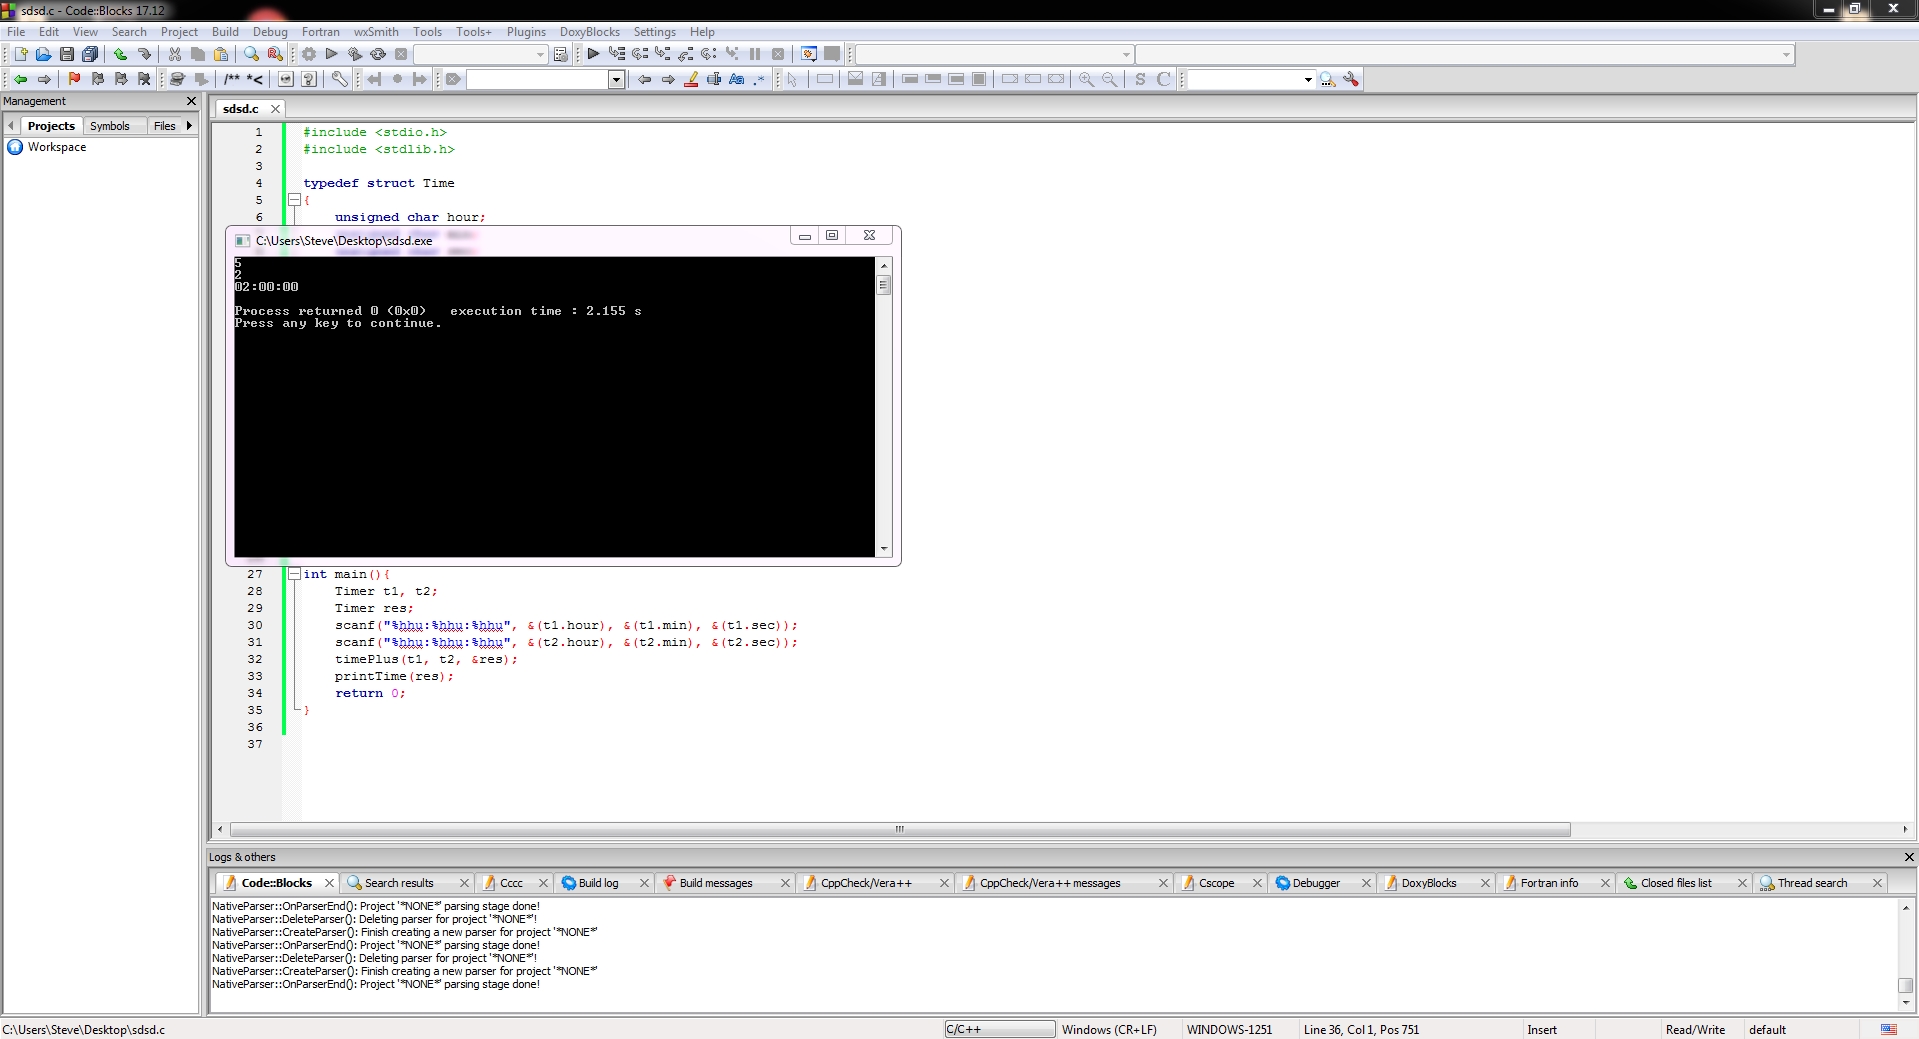 sdsd.c - Code::Blocks 17.12
File Edit View Search Project Build Debug Fortran wxSmith Tools Tools+ Plugins DoxyBlocks Settings Help
/** *<
Management
Projects Symbols Files
Workspace
sdsd.c
1 #include <stdio.h>
2 #include <stdlib.h>
3
4 typedef struct Time
5 {
6 unsigned char hour;
C:\Users\Steve\Desktop\sdsd.exe
5
2
02:00:00
Process returned 0 (0x0) execution time : 2.155 s
Press any key to continue.
27 int main(){
28 Timer t1, t2;
29 Timer res;
30 scanf("%hhu:%hhu:%hhu", &(t1.hour), &(t1.min), &(t1.sec));
31 scanf("%hhu:%hhu:%hhu", &(t2.hour), &(t2.min), &(t2.sec));
32 timePlus(t1, t2, &res);
33 printTime(res);
34 return 0;
35 }
36
37
Logs & others
Code::Blocks Search results Cccc Build log Build messages CppCheck/Vera++ CppCheck/Vera++ messages Cscope Debugger DoxyBlocks Fortran info Closed files list Thread search
NativeParser::OnParserEnd(): Project '*NONE*' parsing stage done!
NativeParser::DeleteParser(): Deleting parser for project '*NONE*'!
NativeParser::CreateParser(): Finish creating a new parser for project '*NONE*'
NativeParser::OnParserEnd(): Project '*NONE*' parsing stage done!
NativeParser::DeleteParser(): Deleting parser for project '*NONE*'!
NativeParser::CreateParser(): Finish creating a new parser for project '*NONE*'
NativeParser::OnParserEnd(): Project '*NONE*' parsing stage done!
C:\Users\Steve\Desktop\sdsd.c C/C++ Windows (CR+LF) WINDOWS-1251 Line 36, Col 1, Pos 751 Insert Read/Write default